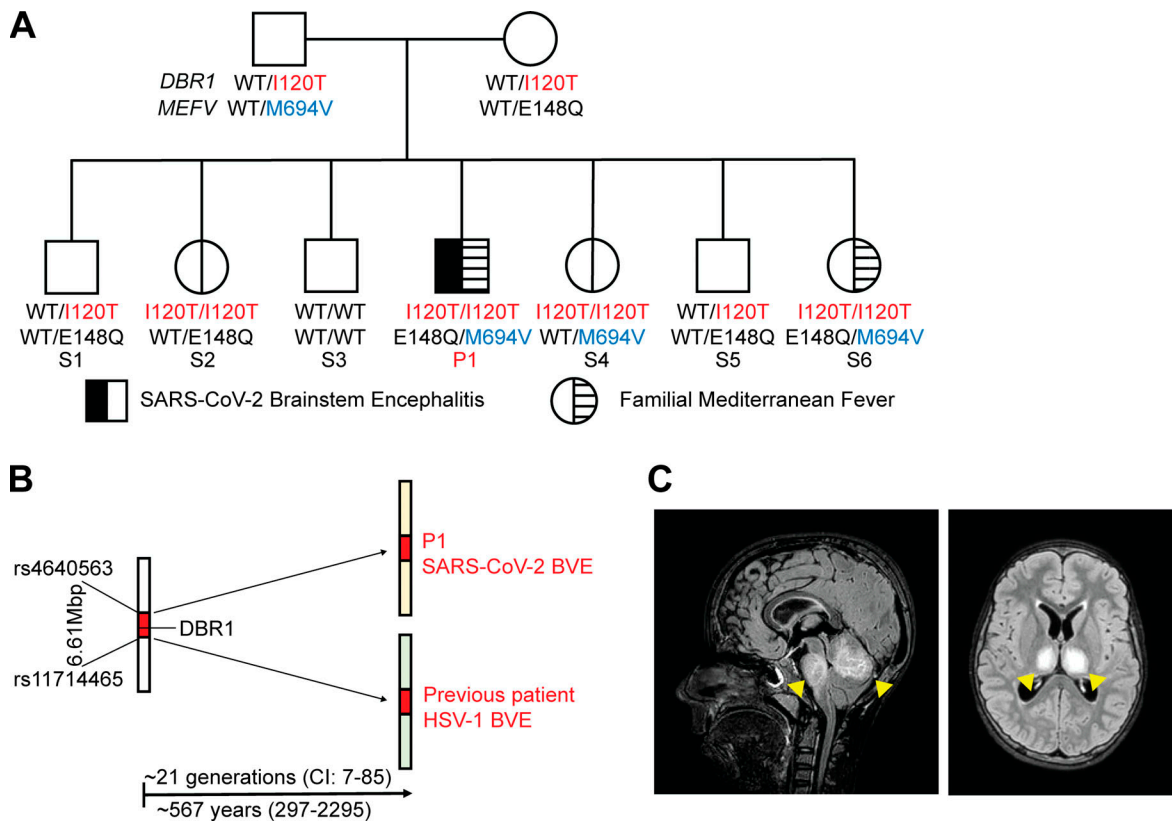 A
DBR1 WT/I120T WT/I120T
MEFV WT/M694V WT/E148Q
WT/I120T I120T/I120T WT/WT I120T/I120T I120T/I120T WT/I120T I120T/I120T
WT/E148Q WT/E148Q WT/WT E148Q/M694V WT/M694V WT/E148Q E148Q/M694V
S1 S2 S3 P1 S4 S5 S6
SARS-CoV-2 Brainstem Encephalitis Familial Mediterranean Fever
B
rs4640563
6.61Mbp
DBR1
rs11714465
P1
SARS-CoV-2 BVE
Previous patient
HSV-1 BVE
~21 generations (CI: 7-85)
~567 years (297-2295)
C